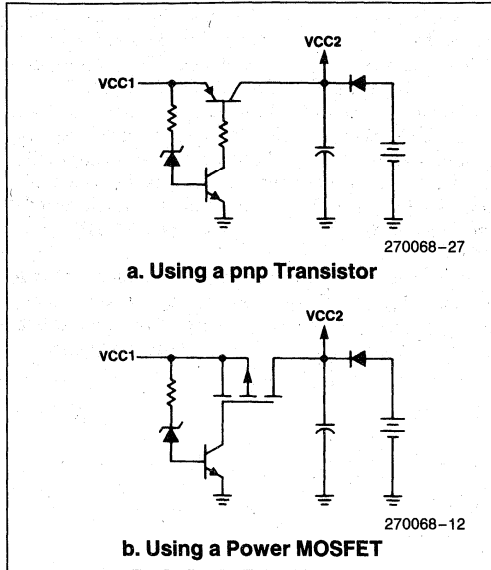 VCC2
VCC1
270068-27
a. Using a pnp Transistor
VCC2
VCC1
270068-12
b. Using a Power MOSFET